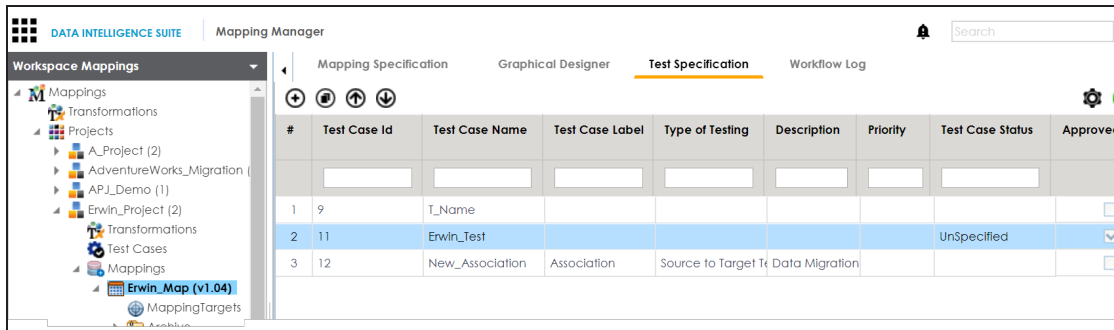 DATA INTELLIGENCE SUITE Mapping Manager Search
Workspace Mappings
Mapping Specification Graphical Designer Test Specification Workflow Log
Mappings
Transformations
Projects
A_Project (2)
AdventureWorks_Migration (
APJ_Demo (1)
Erwin_Project (2)
Transformations
Test Cases
Mappings
Erwin_Map (v1.04)
MappingTargets
Archive
# Test Case Id Test Case Name Test Case Label Type of Testing Description Priority Test Case Status Approved
1 9 T_Name
2 11 Erwin_Test UnSpecified
3 12 New_Association Association Source to Target Te Data Migration